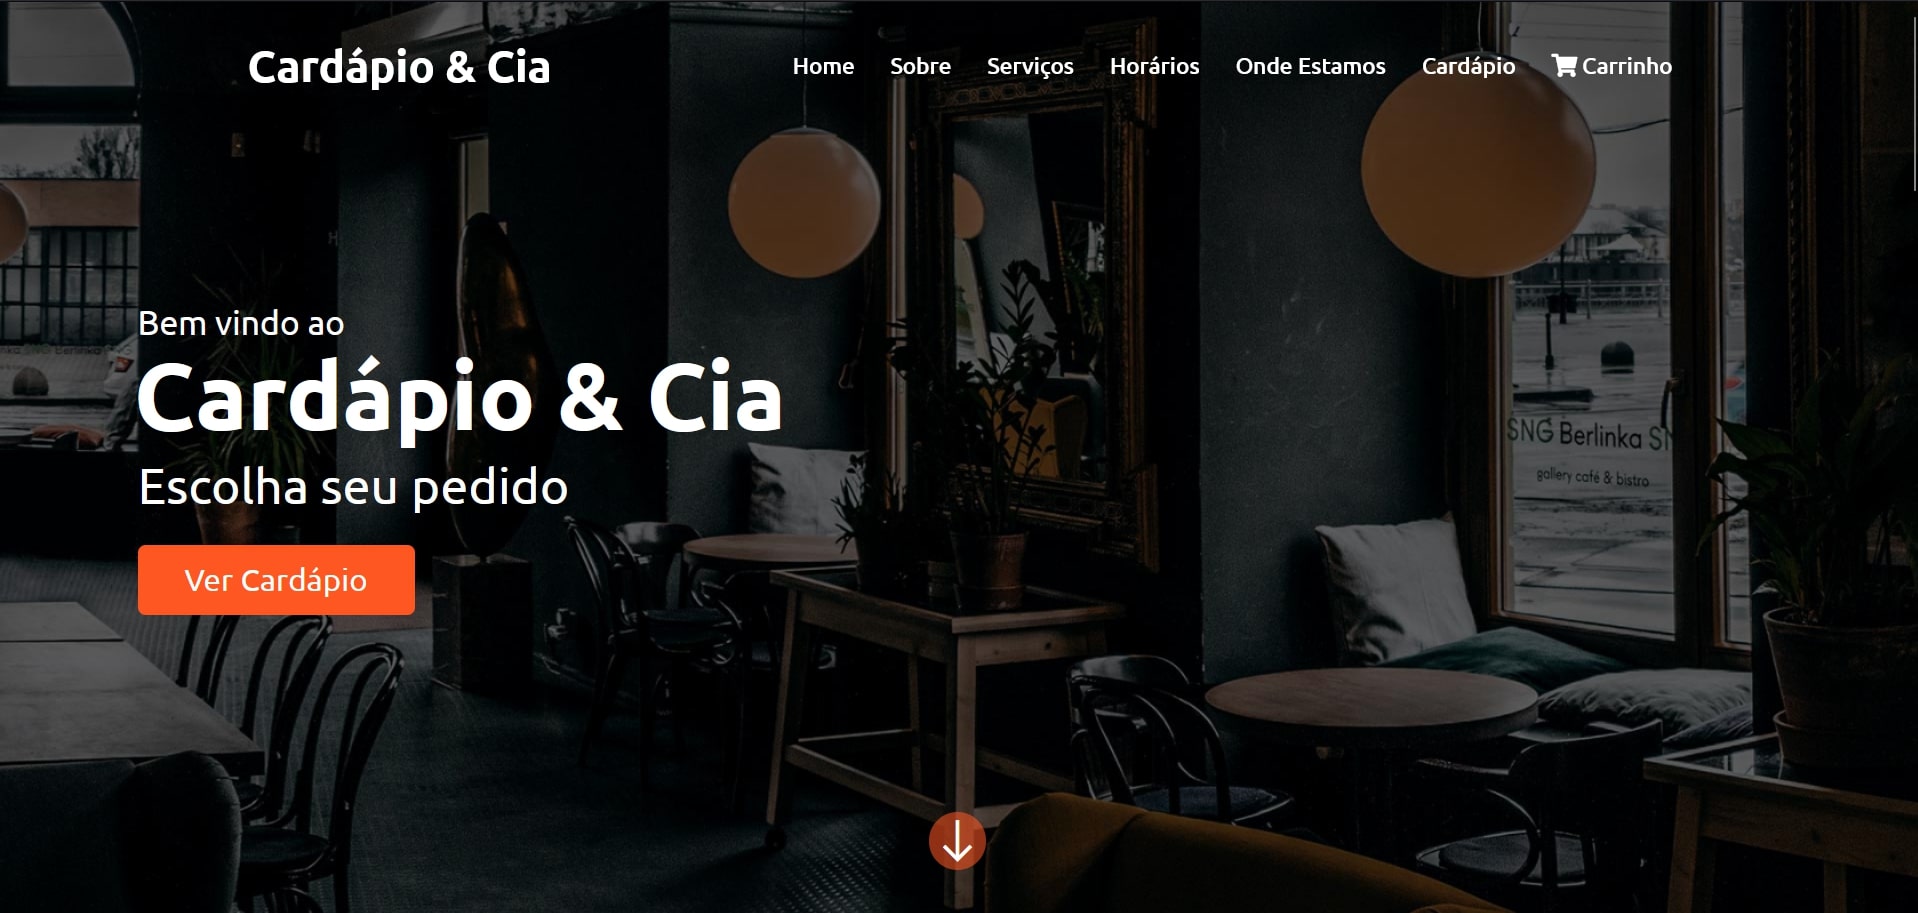 Cardápio & Cia
Home Sobre Serviços Horários Onde Estamos Cardápio Carrinho
Bem vindo ao
Cardápio & Cia
Escolha seu pedido
Ver Cardápio
SNG Berlinka
gallery café & bistro